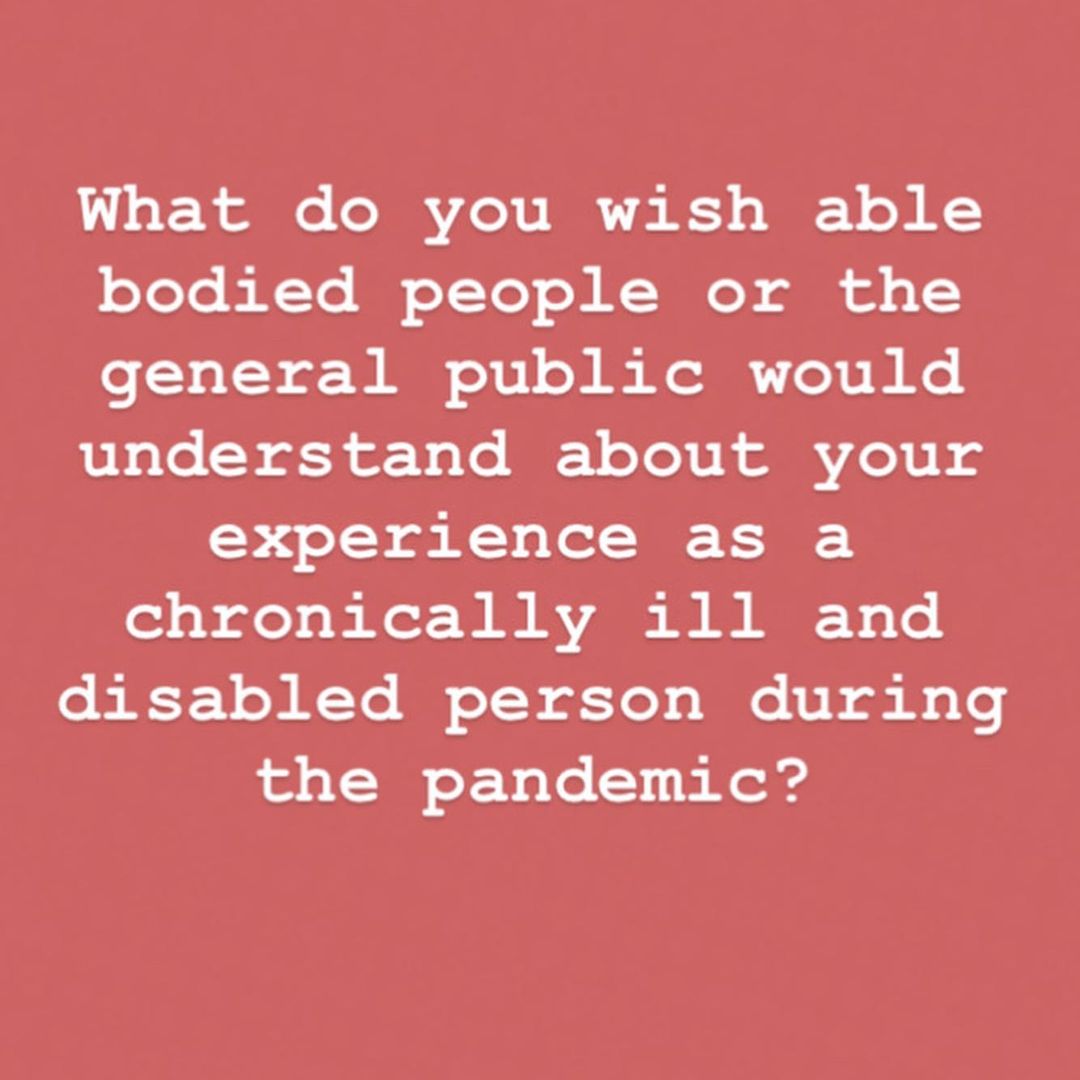 What do you wish able
bodied people or the
general public would
understand about your
experience as a
chronically ill and
disabled person during
the pandemic?